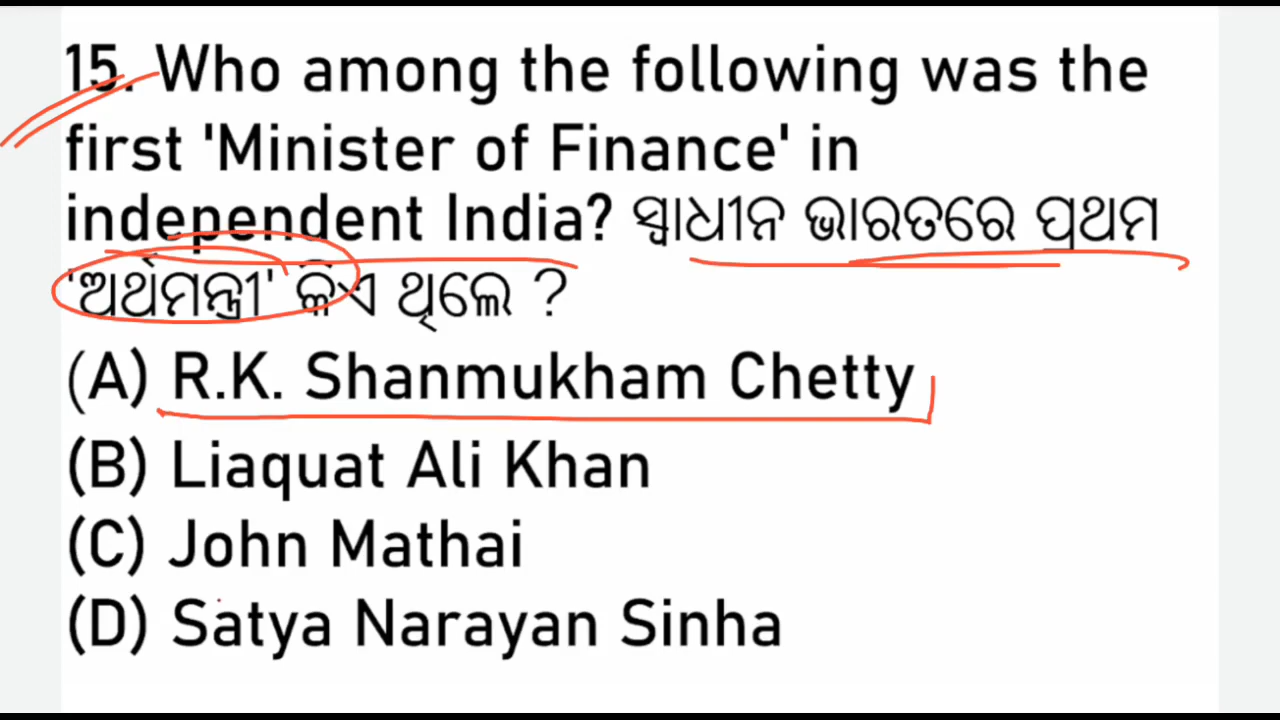 15. Who among the following was the
first 'Minister of Finance' in
independent India? ସ୍ୱାଧୀନ ଭାରତରେ ପ୍ରଥମ
'ଅର୍ଥମନ୍ତ୍ରୀ' କିଏ ଥିଲେ ?
(A) R.K. Shanmukham Chetty
(B) Liaquat Ali Khan
(C) John Mathai
(D) Satya Narayan Sinha